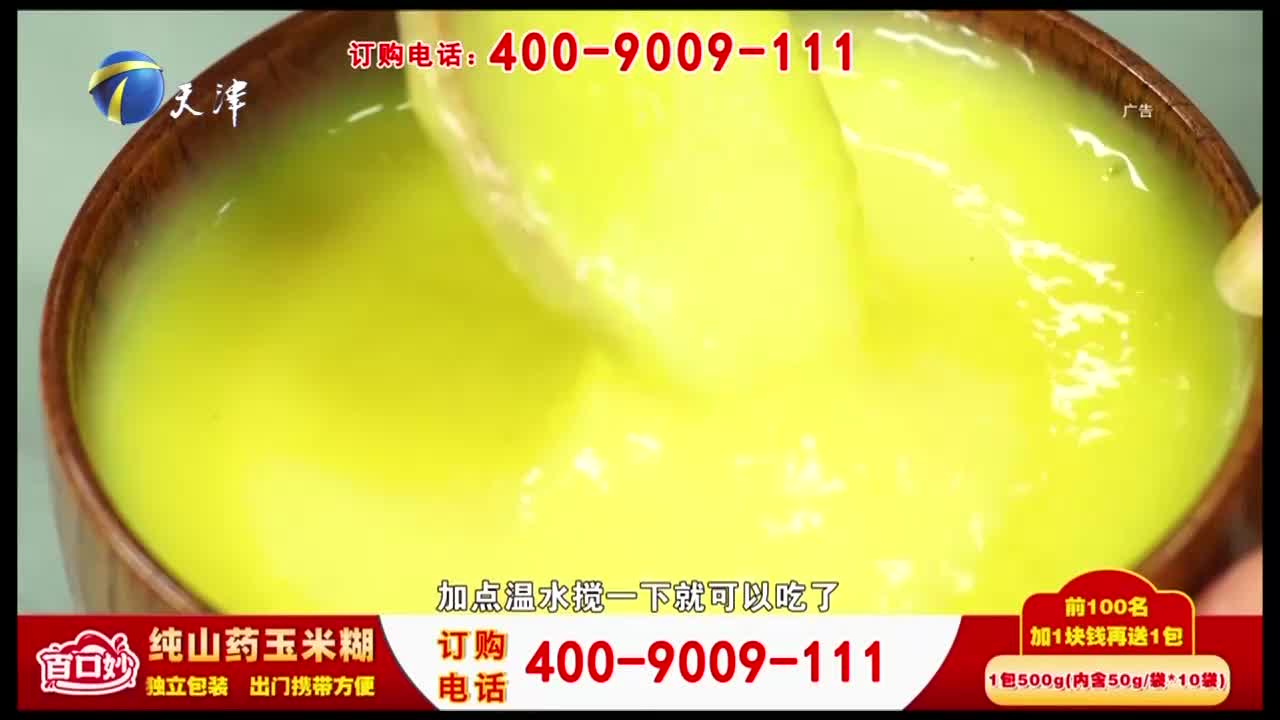 订购电话：400-9009-111
天津
广告
加点温水搅一下就可以吃了
百口妙
纯山药玉米糊
独立包装 出门携带方便
订购
电话
400-9009-111
前100名
加1块钱再送1包
1包500g(内含50g/袋*10袋)